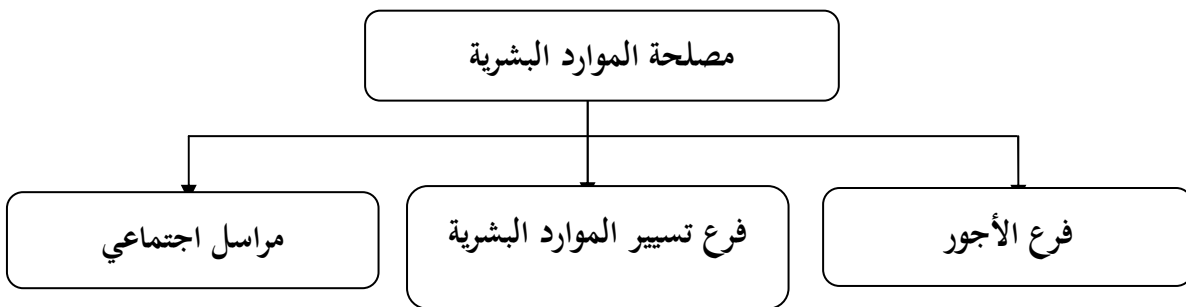 مصلحة الموارد البشرية
فرع الأجور
فرع تسيير الموارد البشرية
مراسل اجتماعي